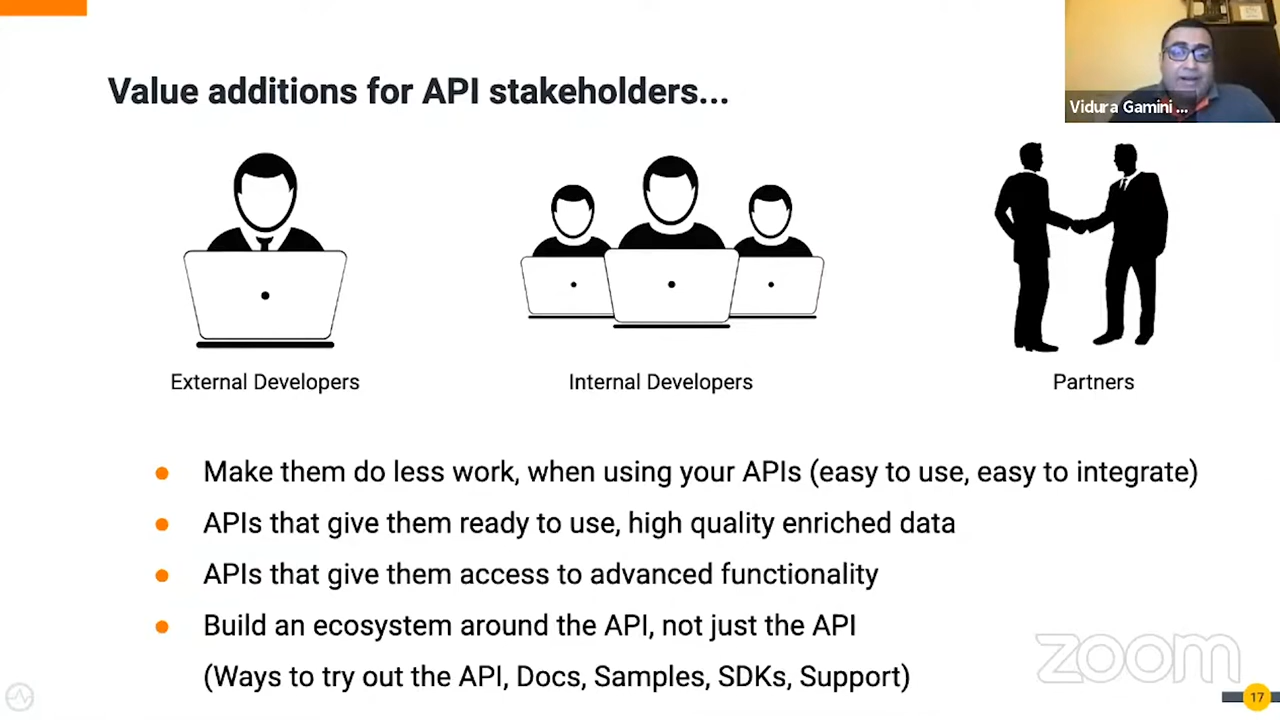 Value additions for API stakeholders...
Vidura Gamini ...
External Developers
Internal Developers
Partners
Make them do less work, when using your APIs (easy to use, easy to integrate)
APIs that give them ready to use, high quality enriched data
APIs that give them access to advanced functionality
Build an ecosystem around the API, not just the API
(Ways to try out the API, Docs, Samples, SDKs, Support)
zoom
17